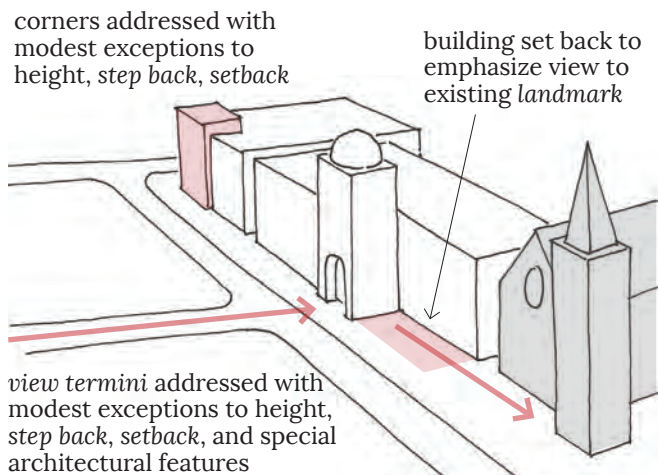 corners addressed with
modest exceptions to
height, step back, setback
building set back to
emphasize view to
existing landmark
view termini addressed with
modest exceptions to height,
step back, setback, and special
architectural features